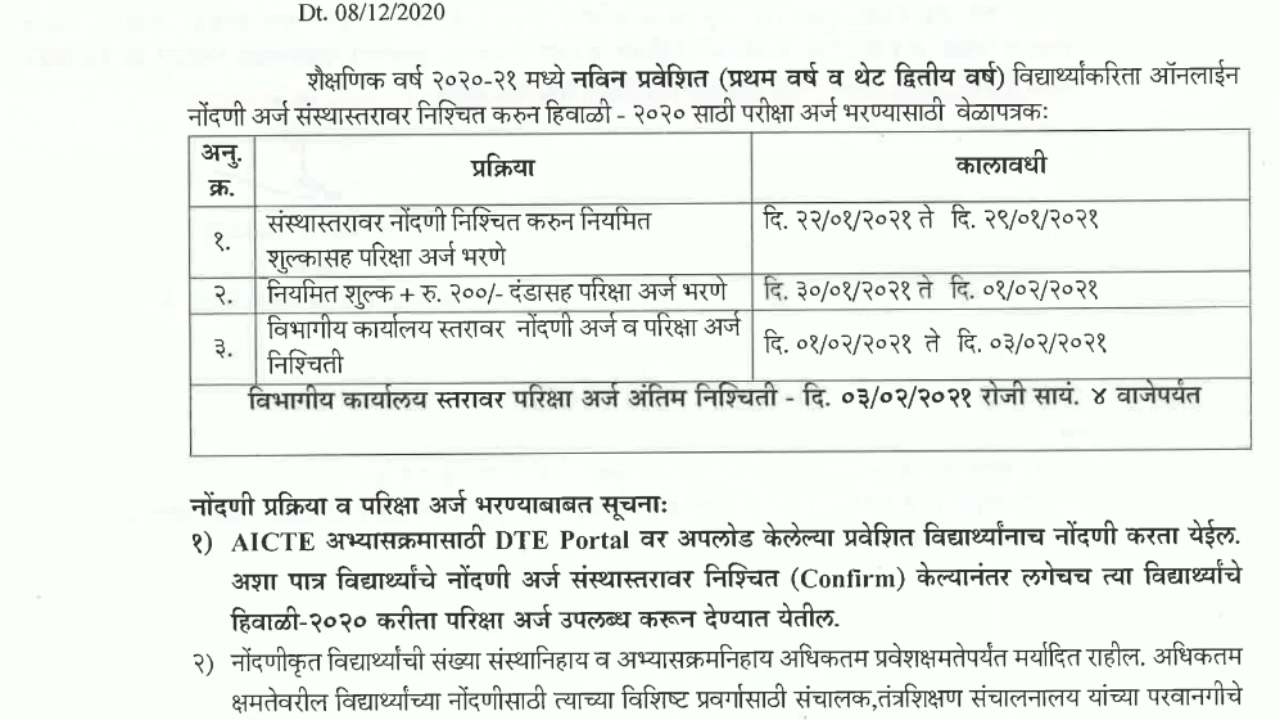 Dt. 08/12/2020
शैक्षणिक वर्ष २०२०-२१ मध्ये नविन प्रवेशित (प्रथम वर्ष व थेट द्वितीय वर्ष) विद्यार्थ्यांकरिता ऑनलाईन
नोंदणी अर्ज संस्थास्तरावर निश्चित करुन हिवाळी - २०२० साठी परीक्षा अर्ज भरण्यासाठी वेळापत्रकः
अनु. क्र. प्रक्रिया कालावधी
१. संस्थास्तरावर नोंदणी निश्चित करुन नियमित दि. २२/०१/२०२१ ते दि. २९/०१/२०२१
शुल्कासह परिक्षा अर्ज भरणे
२. नियमित शुल्क + रु. २००/- दंडासह परिक्षा अर्ज भरणे दि. ३०/०१/२०२१ ते दि. ०१/०२/२०२१
३. विभागीय कार्यालय स्तरावर नोंदणी अर्ज व परिक्षा अर्ज दि. ०१/०२/२०२१ ते दि. ०३/०२/२०२१
निश्चिती
विभागीय कार्यालय स्तरावर परिक्षा अर्ज अंतिम निश्चिती - दि. ०३/०२/२०२१ रोजी सायं. ४ वाजेपर्यंत
नोंदणी प्रक्रिया व परिक्षा अर्ज भरण्याबाबत सूचनाः
१) AICTE अभ्यासक्रमासाठी DTE Portal वर अपलोड केलेल्या प्रवेशित विद्यार्थ्यांनाच नोंदणी करता येईल.
अशा पात्र विद्यार्थ्यांचे नोंदणी अर्ज संस्थास्तरावर निश्चित (Confirm) केल्यानंतर लगेचच त्या विद्यार्थ्यांचे
हिवाळी-२०२० करीता परिक्षा अर्ज उपलब्ध करून देण्यात येतील.
२) नोंदणीकृत विद्यार्थ्यांची संख्या संस्थानिहाय व अभ्यासक्रमनिहाय अधिकतम प्रवेशक्षमतेपर्यंत मर्यादित राहील. अधिकतम
क्षमतेवरील विद्यार्थ्यांच्या नोंदणीसाठी त्याच्या विशिष्ट प्रवर्गासाठी संचालक,तंत्रशिक्षण संचालनालय यांच्या परवानगीचे